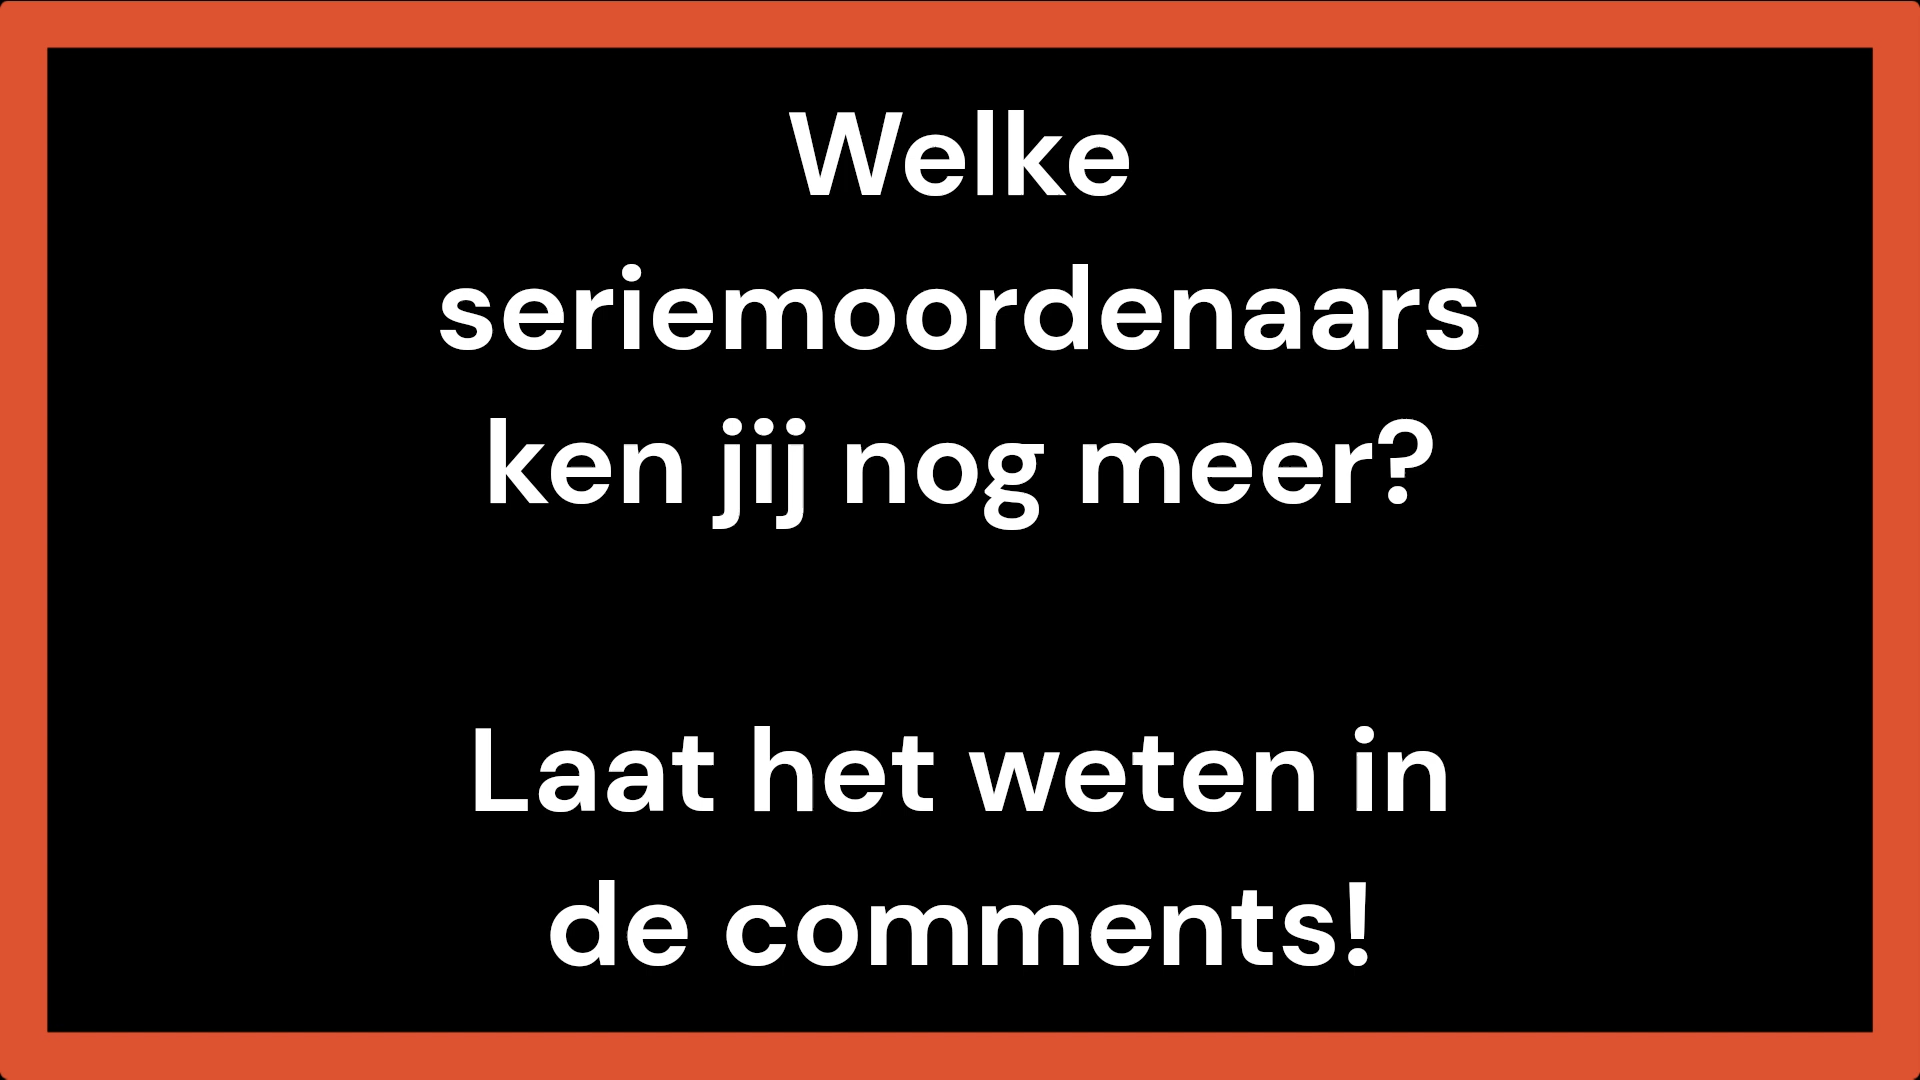 Welke
seriemoordenaars
ken jij nog meer?
Laat het weten in
de comments!